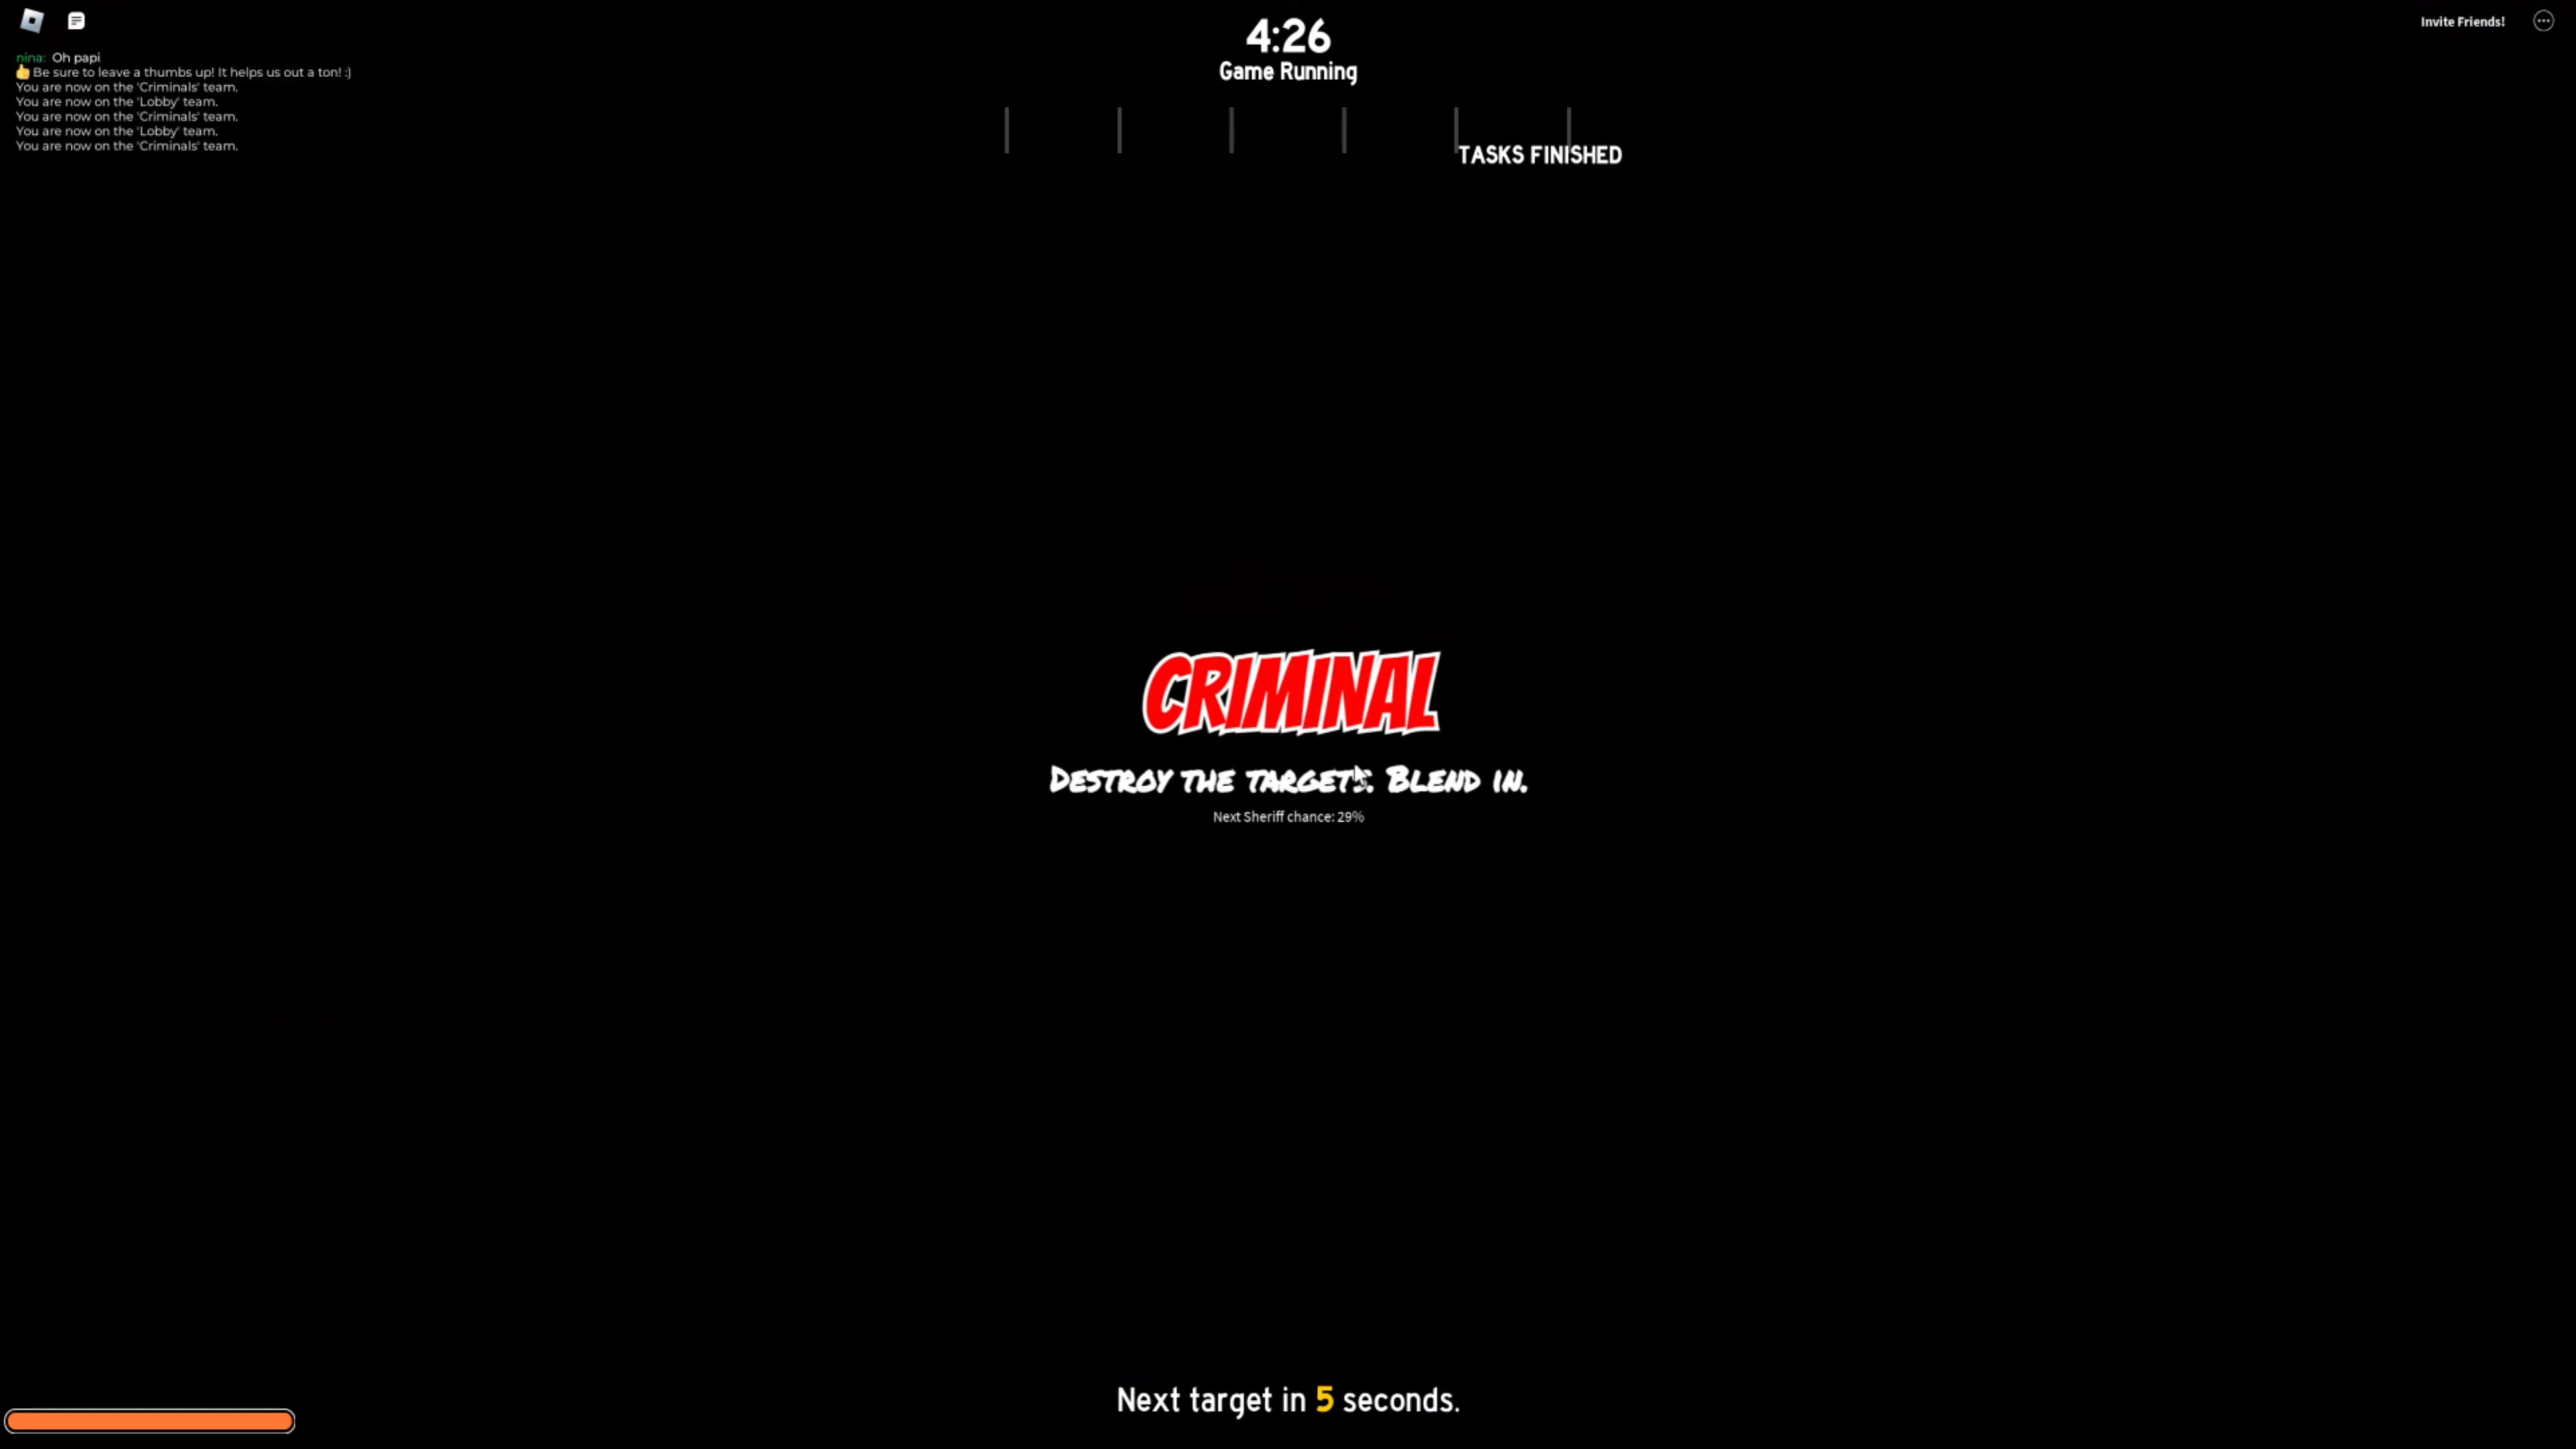 Invite Friends!
4:26
Game Running
nina: Oh papi
👍Be sure to leave a thumbs up! It helps us out a ton! :)
You are now on the 'Criminals' team.
You are now on the 'Lobby' team.
You are now on the 'Criminals' team.
You are now on the 'Lobby' team.
You are now on the 'Criminals' team.
TASKS FINISHED
CRIMINAL
DESTROY THE TARGETS. BLEND IN.
Next Sheriff chance: 29%
Next target in 5 seconds.